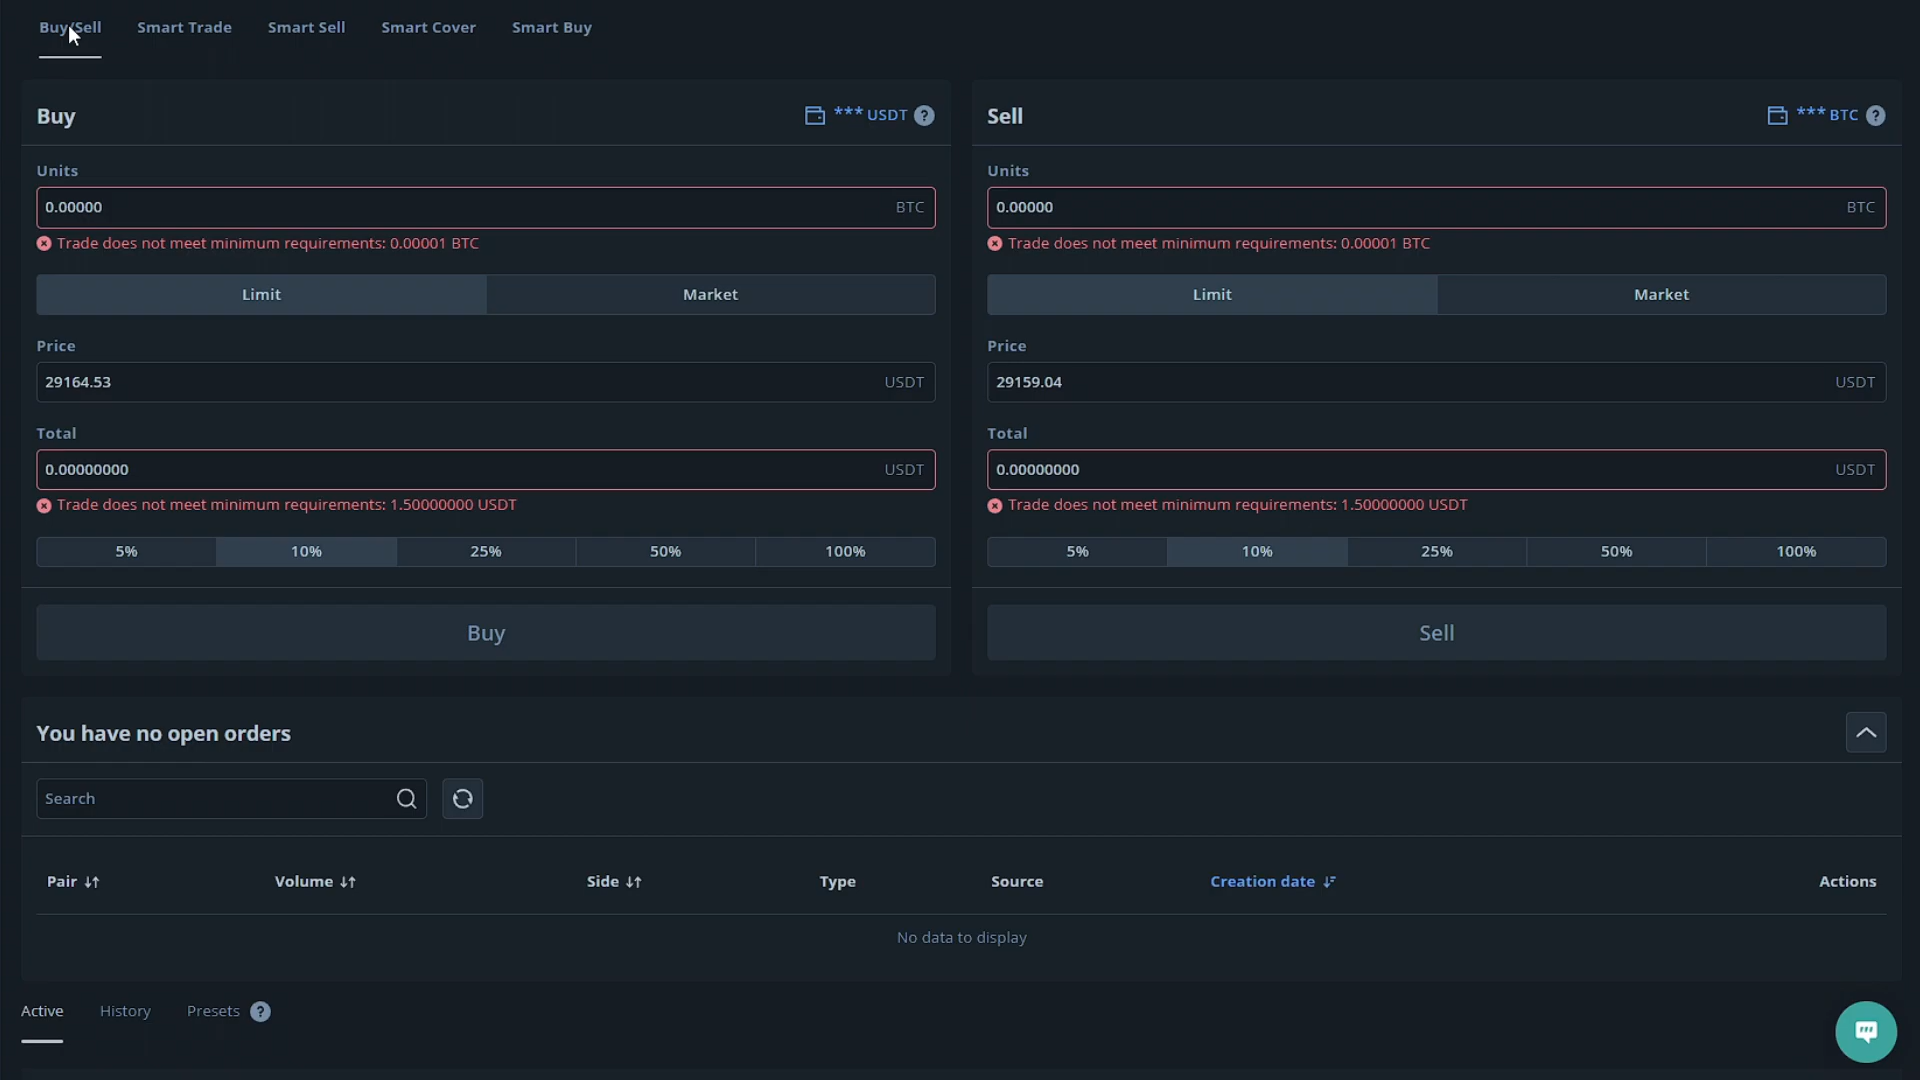 Buy/Sell Smart Trade Smart Sell Smart Cover Smart Buy
Buy *** USDT ?
Units
0.00000 BTC
Trade does not meet minimum requirements: 0.00001 BTC
Limit Market
Price
29164.53 USDT
Total
0.00000000 USDT
Trade does not meet minimum requirements: 1.50000000 USDT
5% 10% 25% 50% 100%
Buy
Sell *** BTC ?
Units
0.00000 BTC
Trade does not meet minimum requirements: 0.00001 BTC
Limit Market
Price
29159.04 USDT
Total
0.00000000 USDT
Trade does not meet minimum requirements: 1.50000000 USDT
5% 10% 25% 50% 100%
Sell
You have no open orders
Search
Pair Volume Side Type Source Creation date Actions
No data to display
Active History Presets ?